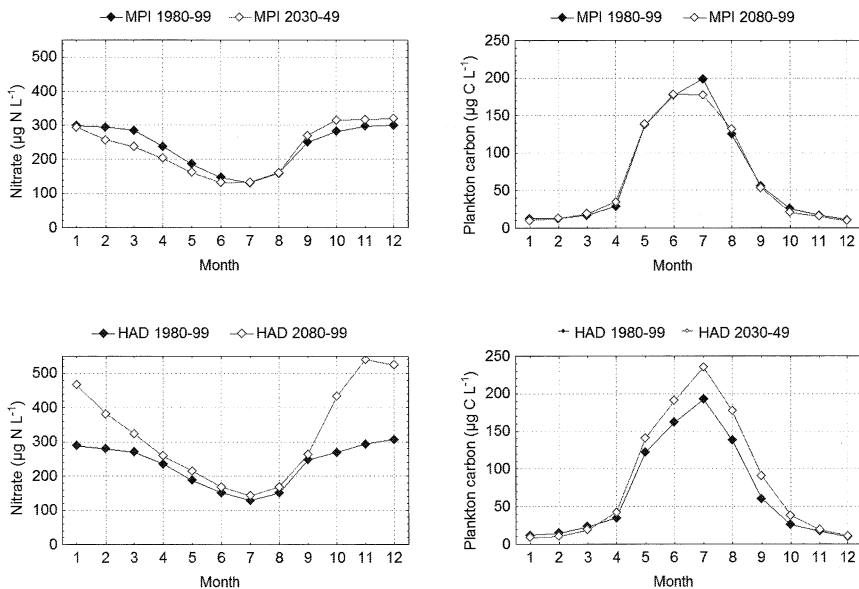 MPI 1980-99 MPI 2030-49
Nitrate (µg N L⁻¹)
500
400
300
200
100
0
1 2 3 4 5 6 7 8 9 10 11 12
Month
MPI 1980-99 MPI 2080-99
Plankton carbon (µg C L⁻¹)
250
200
150
100
50
0
1 2 3 4 5 6 7 8 9 10 11 12
Month
HAD 1980-99 HAD 2080-99
Nitrate (µg N L⁻¹)
500
400
300
200
100
0
1 2 3 4 5 6 7 8 9 10 11 12
Month
HAD 1980-99 HAD 2030-49
Plankton carbon (µg C L⁻¹)
250
200
150
100
50
0
1 2 3 4 5 6 7 8 9 10 11 12
Month